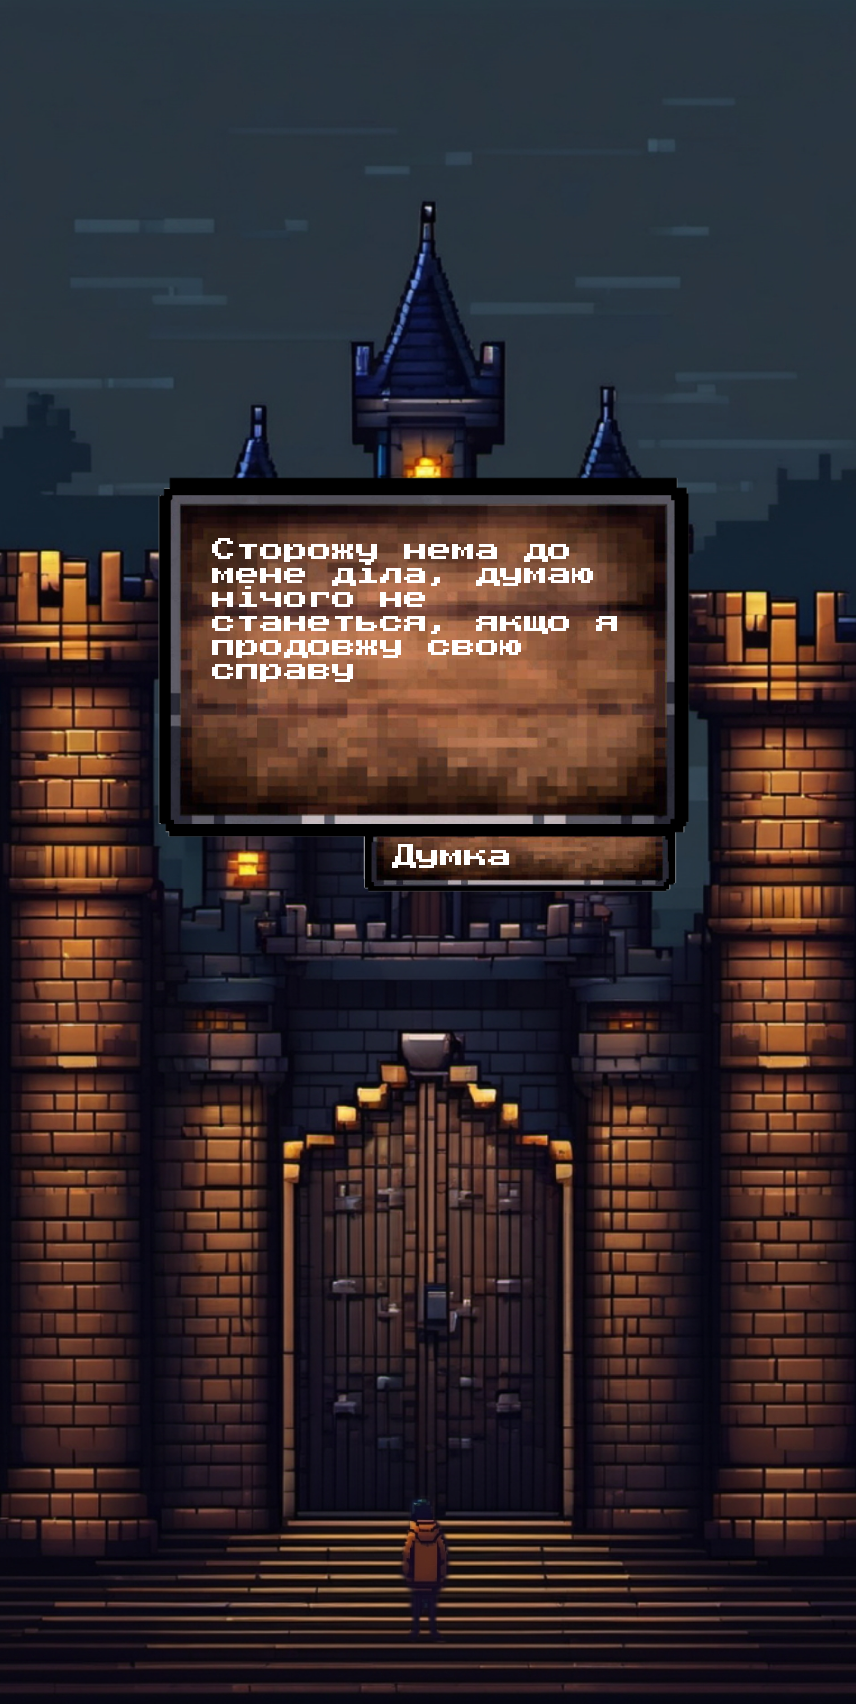 Сторожу нема до
мене діла, думаю
нічого не
станеться, якщо я
продовжу свою
справу
Думка